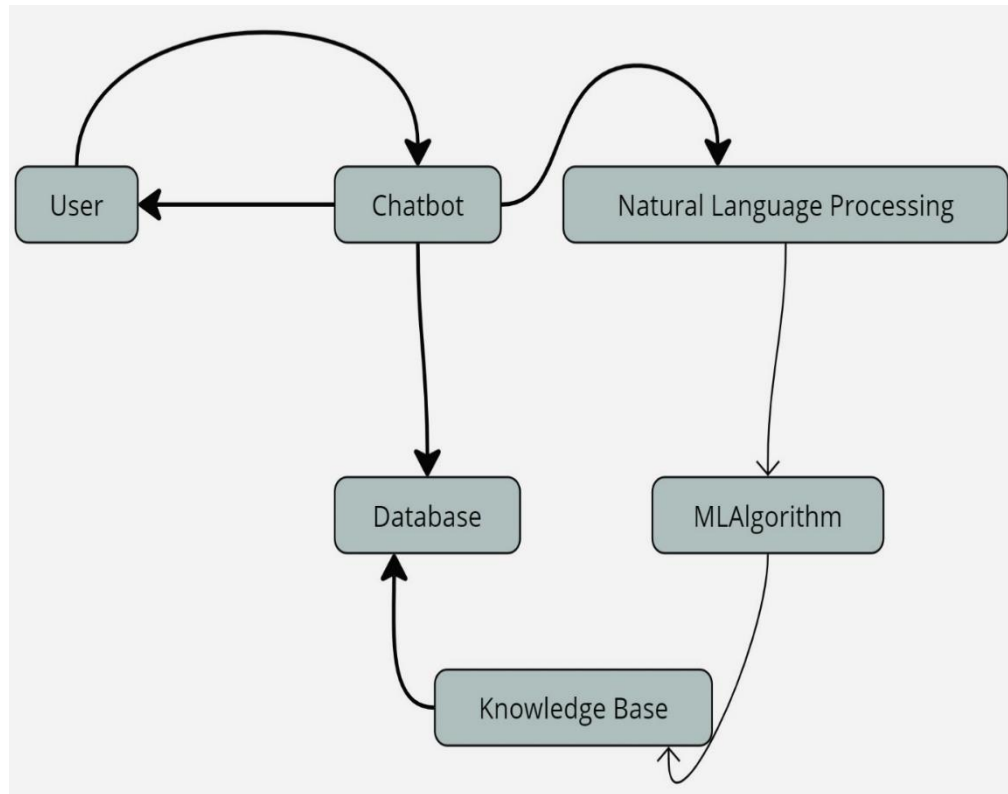 User
Chatbot
Natural Language Processing
Database
MLAlgorithm
Knowledge Base